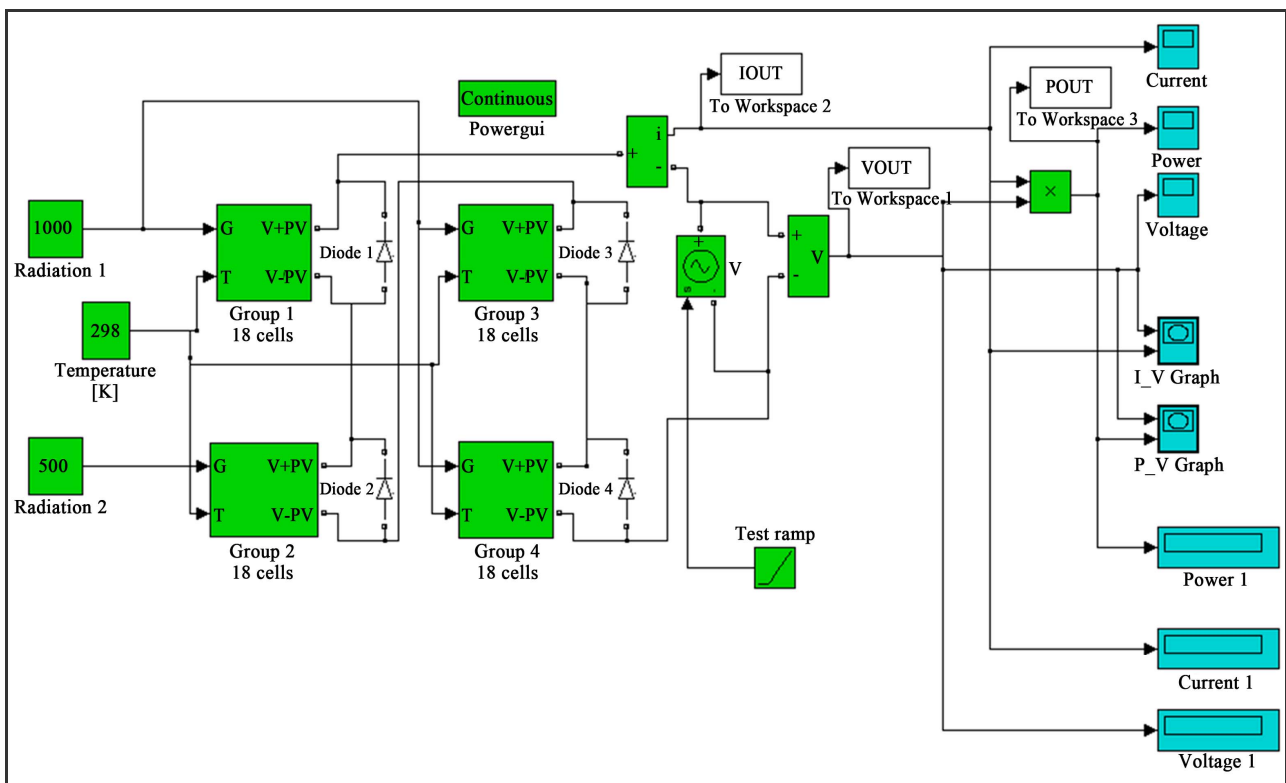 Continuous
Powergui
IOUT
To Workspace 2
POUT
To Workspace 3
Current
Power
VOUT
To Workspace 1
Voltage
i
+
-
×
1000
Radiation 1
G
T
V+PV
V-PV
Diode 1
Group 1
18 cells
G
T
V+PV
V-PV
Diode 3
Group 3
18 cells
+
s
-
V
+
-
V
298
Temperature
[K]
I_V Graph
P_V Graph
500
Radiation 2
G
T
V+PV
V-PV
Diode 2
Group 2
18 cells
G
T
V+PV
V-PV
Diode 4
Group 4
18 cells
Test ramp
Power 1
Current 1
Voltage 1